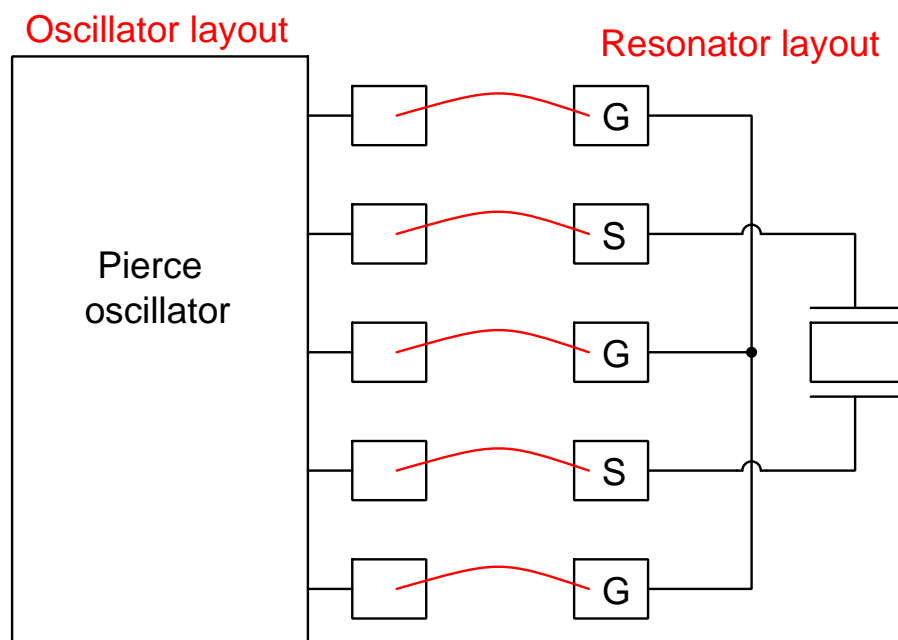 Oscillator layout
Resonator layout
G
S
Pierce
oscillator
G
S
G